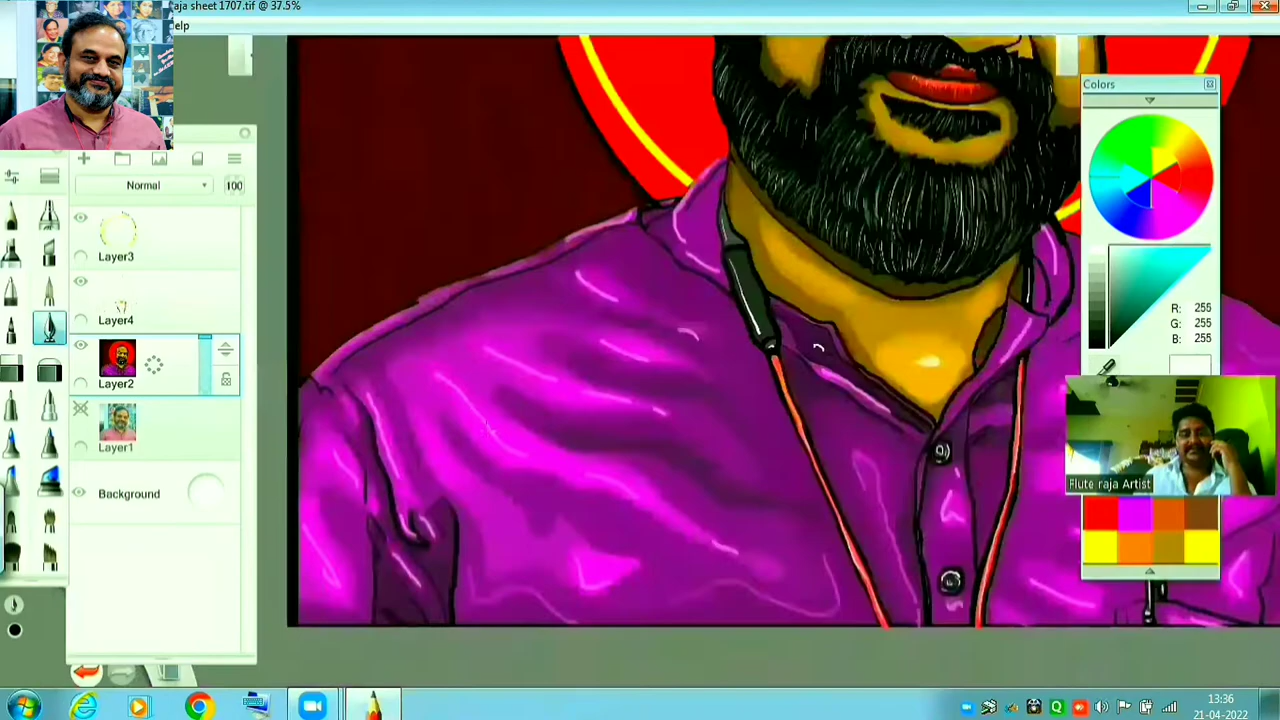 aja sheet 1707.tif @ 37.5%
elp
Colors
Normal
100
Layer3
Layer4
Layer2
Layer1
Background
R: 255
G: 255
B: 255
Flute raja Artist
13:36
21-04-2022